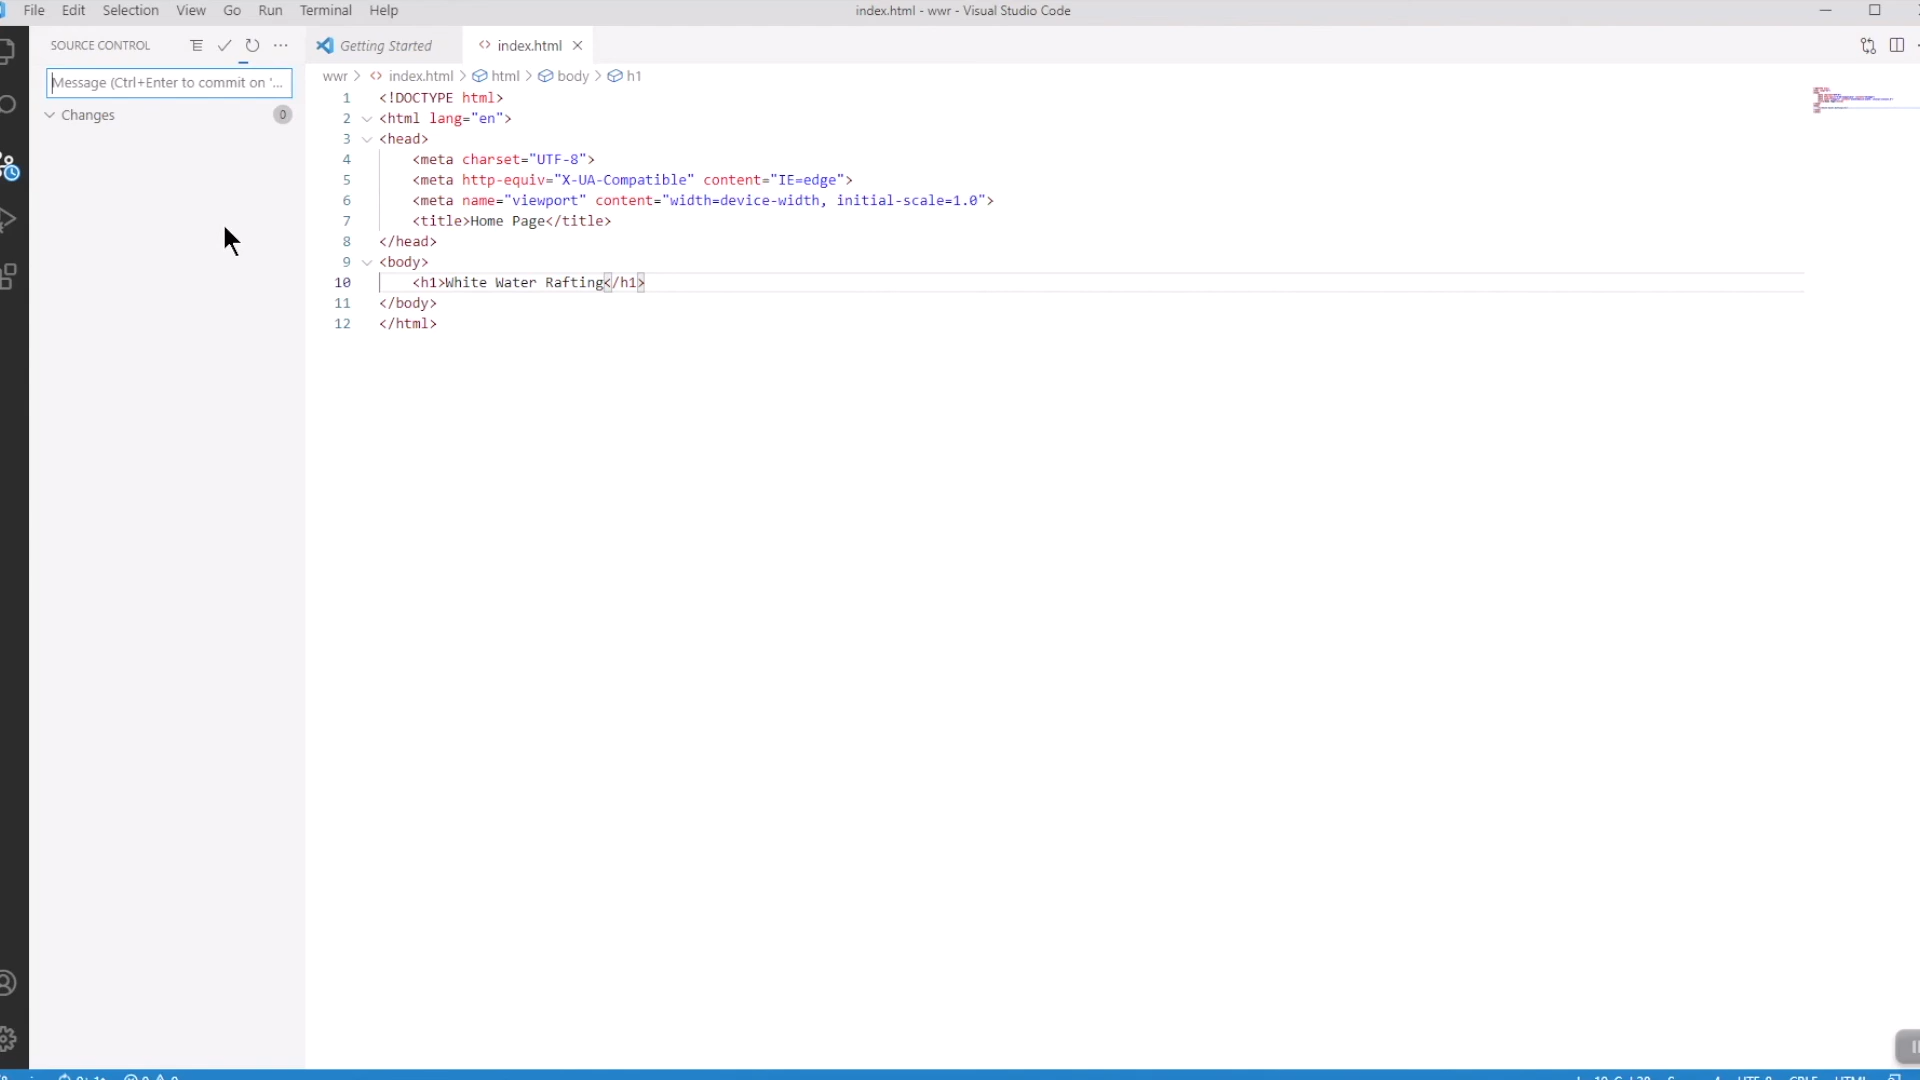 File Edit Selection View Go Run Terminal Help
index.html - wwr - Visual Studio Code
SOURCE CONTROL
Getting Started
index.html
Message (Ctrl+Enter to commit on '...
Changes
0
wwr > index.html > html > body > h1
1 <!DOCTYPE html>
2 <html lang="en">
3 <head>
4 <meta charset="UTF-8">
5 <meta http-equiv="X-UA-Compatible" content="IE=edge">
6 <meta name="viewport" content="width=device-width, initial-scale=1.0">
7 <title>Home Page</title>
8 </head>
9 <body>
10 <h1>White Water Rafting</h1>
11 </body>
12 </html>